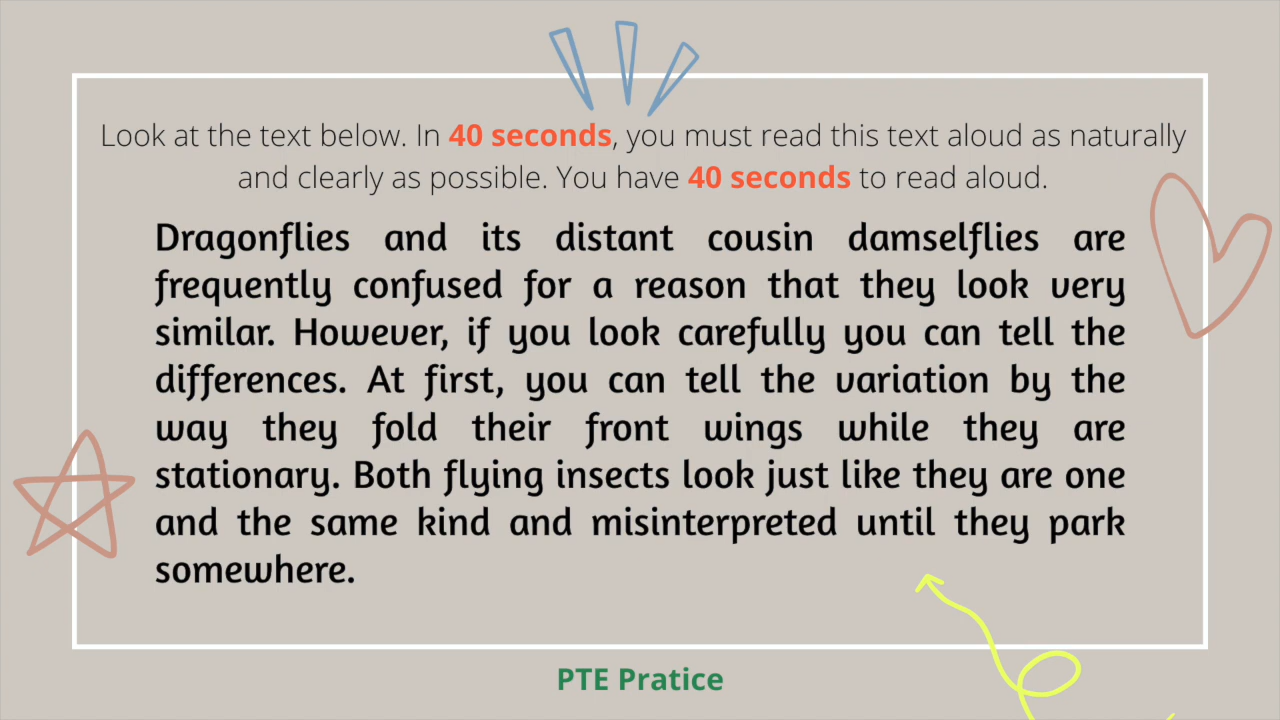 Look at the text below. In 40 seconds, you must read this text aloud as naturally
and clearly as possible. You have 40 seconds to read aloud.
Dragonflies and its distant cousin damselflies are
frequently confused for a reason that they look very
similar. However, if you look carefully you can tell the
differences. At first, you can tell the variation by the
way they fold their front wings while they are
stationary. Both flying insects look just like they are one
and the same kind and misinterpreted until they park
somewhere.
PTE Pratice